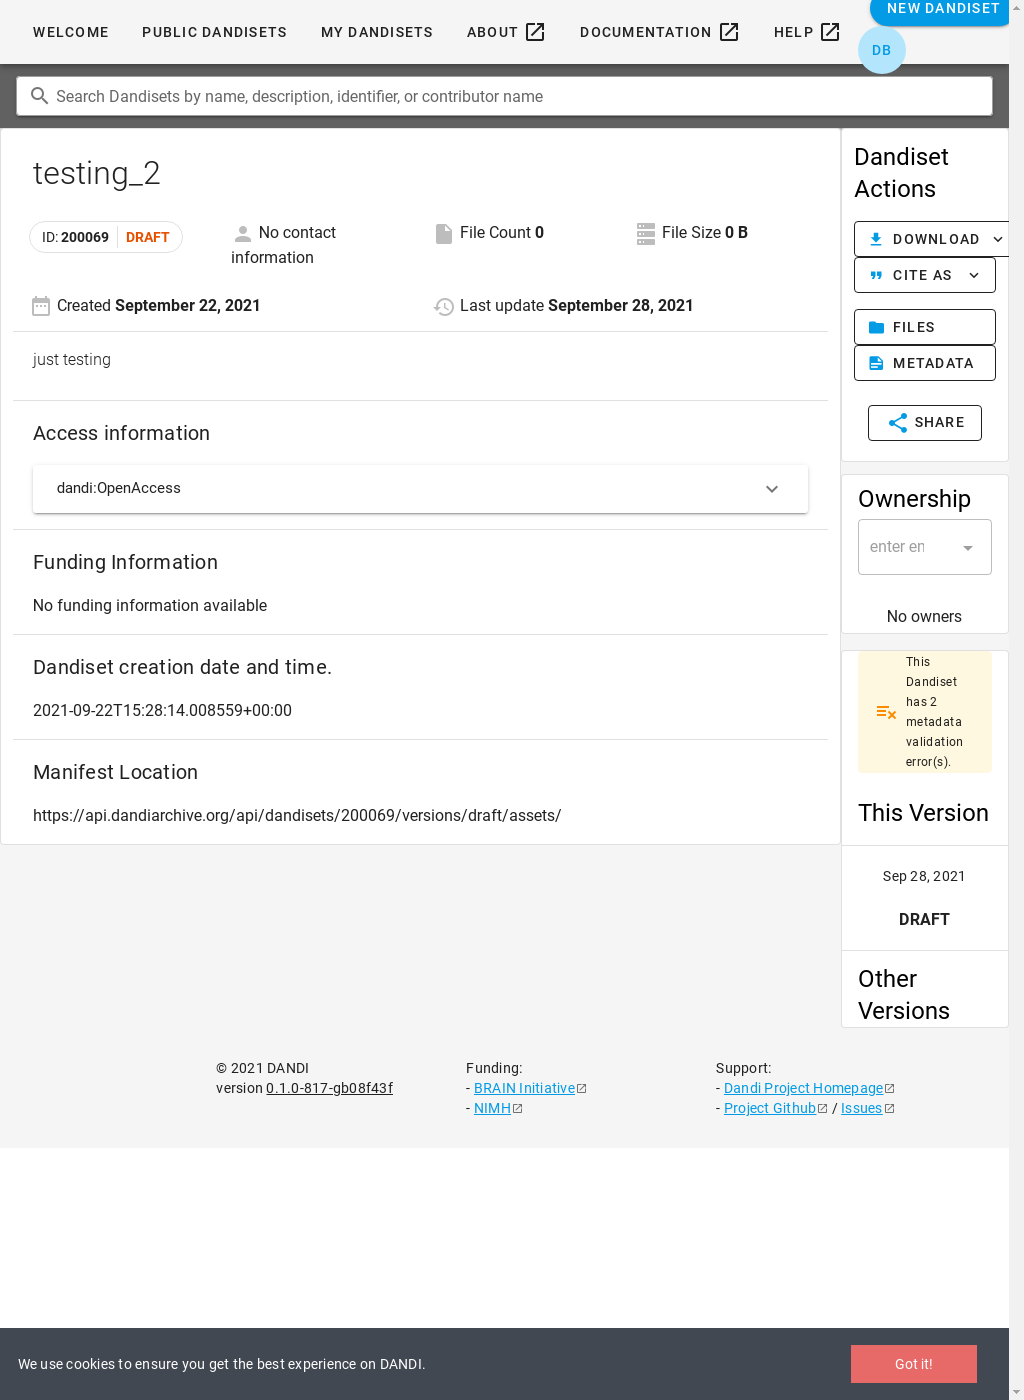 WELCOME PUBLIC DANDISETS MY DANDISETS ABOUT DOCUMENTATION HELP NEW DANDISET
DB
Search Dandisets by name, description, identifier, or contributor name
testing_2
ID: 200069 DRAFT
No contact
information
File Count 0
File Size 0 B
Created September 22, 2021
Last update September 28, 2021
just testing
Access information
dandi:OpenAccess
Funding Information
No funding information available
Dandiset creation date and time.
2021-09-22T15:28:14.008559+00:00
Manifest Location
https://api.dandiarchive.org/api/dandisets/200069/versions/draft/assets/
Dandiset
Actions
DOWNLOAD
CITE AS
FILES
METADATA
SHARE
Ownership
enter en
No owners
This
Dandiset
has 2
metadata
validation
error(s).
This Version
Sep 28, 2021
DRAFT
Other
Versions
© 2021 DANDI
version 0.1.0-817-gb08f43f
Funding:
- BRAIN Initiative
- NIMH
Support:
- Dandi Project Homepage
- Project Github / Issues
We use cookies to ensure you get the best experience on DANDI.
Got it!